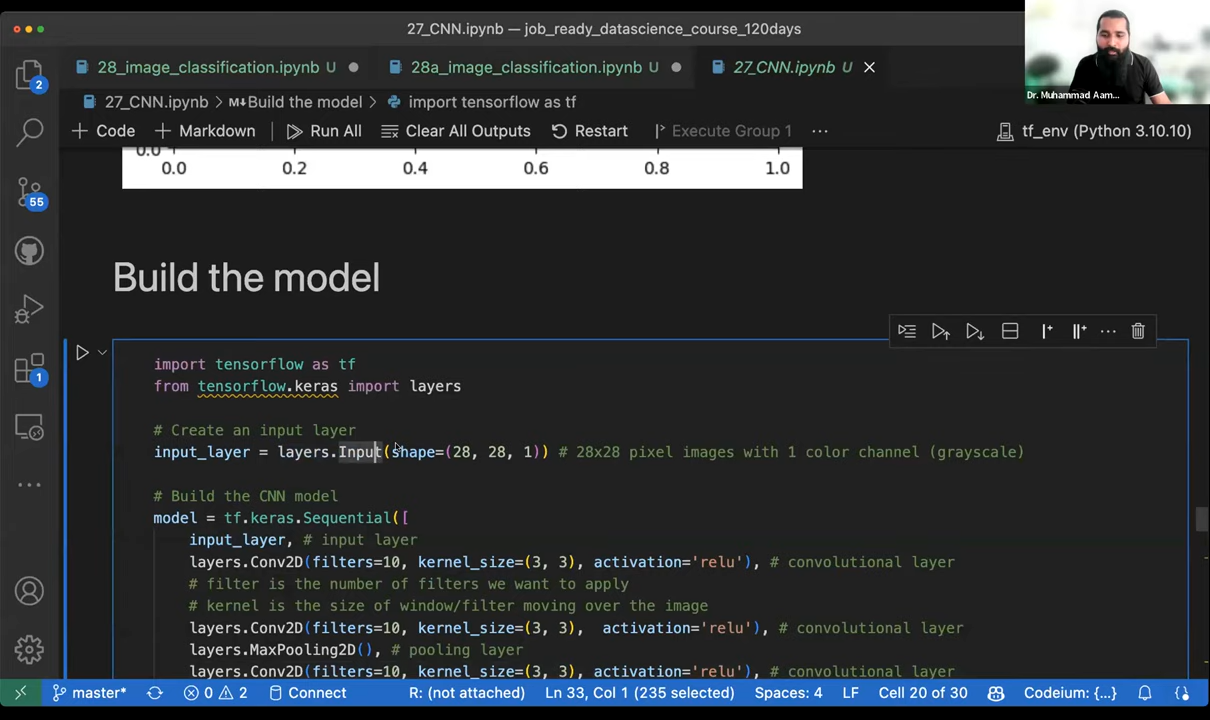 27_CNN.ipynb — job_ready_datascience_course_120days
28_image_classification.ipynb U
28a_image_classification.ipynb U
27_CNN.ipynb U
27_CNN.ipynb > M↓Build the model > import tensorflow as tf
+ Code + Markdown Run All Clear All Outputs Restart Execute Group 1 ...
tf_env (Python 3.10.10)
Dr. Muhammad Aam...
2
55
1
0.0
0.0 0.2 0.4 0.6 0.8 1.0
Build the model
import tensorflow as tf
from tensorflow.keras import layers
# Create an input layer
input_layer = layers.Input(shape=(28, 28, 1)) # 28x28 pixel images with 1 color channel (grayscale)
# Build the CNN model
model = tf.keras.Sequential([
input_layer, # input layer
layers.Conv2D(filters=10, kernel_size=(3, 3), activation='relu'), # convolutional layer
# filter is the number of filters we want to apply
# kernel is the size of window/filter moving over the image
layers.Conv2D(filters=10, kernel_size=(3, 3),  activation='relu'), # convolutional layer
layers.MaxPooling2D(), # pooling layer
layers.Conv2D(filters=10, kernel_size=(3, 3), activation='relu'), # convolutional layer
master* 0 2 Connect R: (not attached) Ln 33, Col 1 (235 selected) Spaces: 4 LF Cell 20 of 30 Codeium: {...}